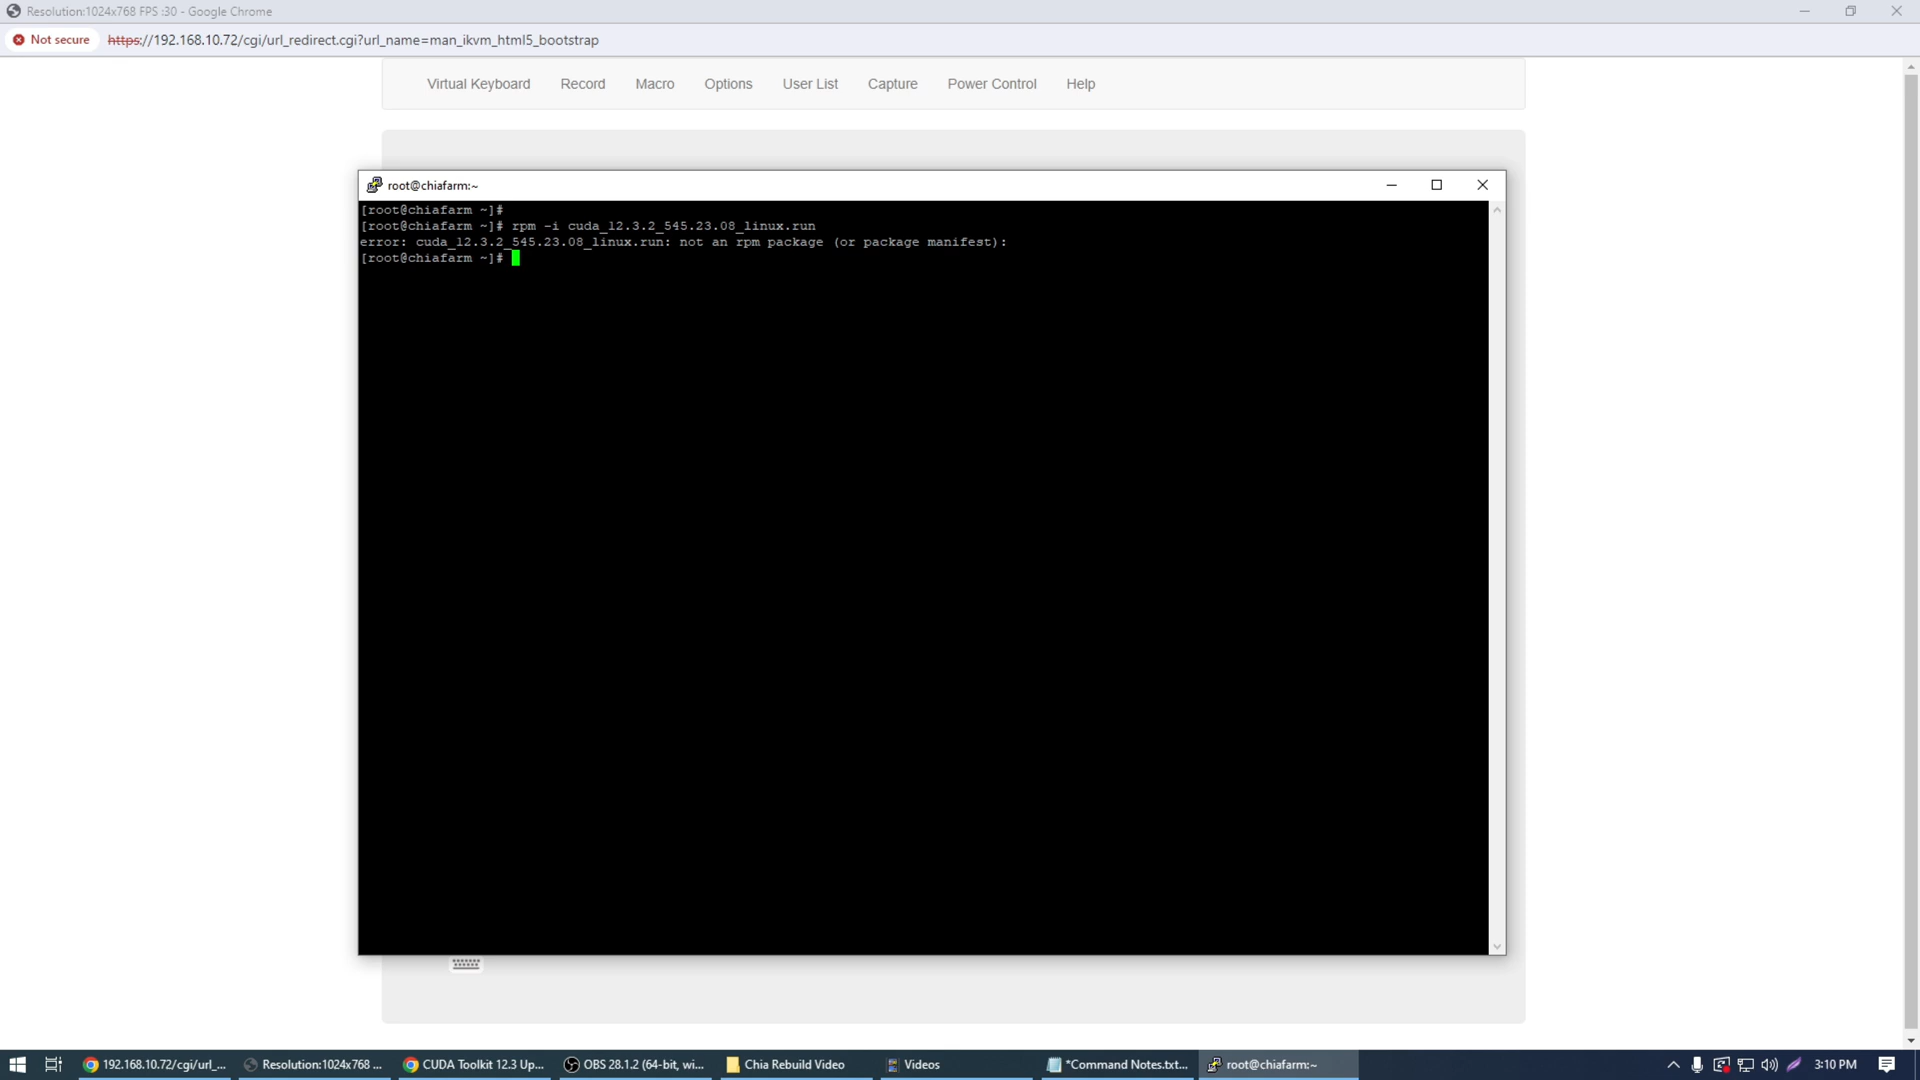 Resolution:1024x768 FPS :30 - Google Chrome
Not secure https://192.168.10.72/cgi/url_redirect.cgi?url_name=man_ikvm_html5_bootstrap
Virtual Keyboard Record Macro Options User List Capture Power Control Help
root@chiafarm:~
[root@chiafarm ~]#
[root@chiafarm ~]# rpm -i cuda_12.3.2_545.23.08_linux.run
error: cuda_12.3.2_545.23.08_linux.run: not an rpm package (or package manifest):
[root@chiafarm ~]#
192.168.10.72/cgi/url_... Resolution:1024x768 ... CUDA Toolkit 12.3 Up... OBS 28.1.2 (64-bit, wi... Chia Rebuild Video Videos *Command Notes.txt... root@chiafarm:~ 3:10 PM